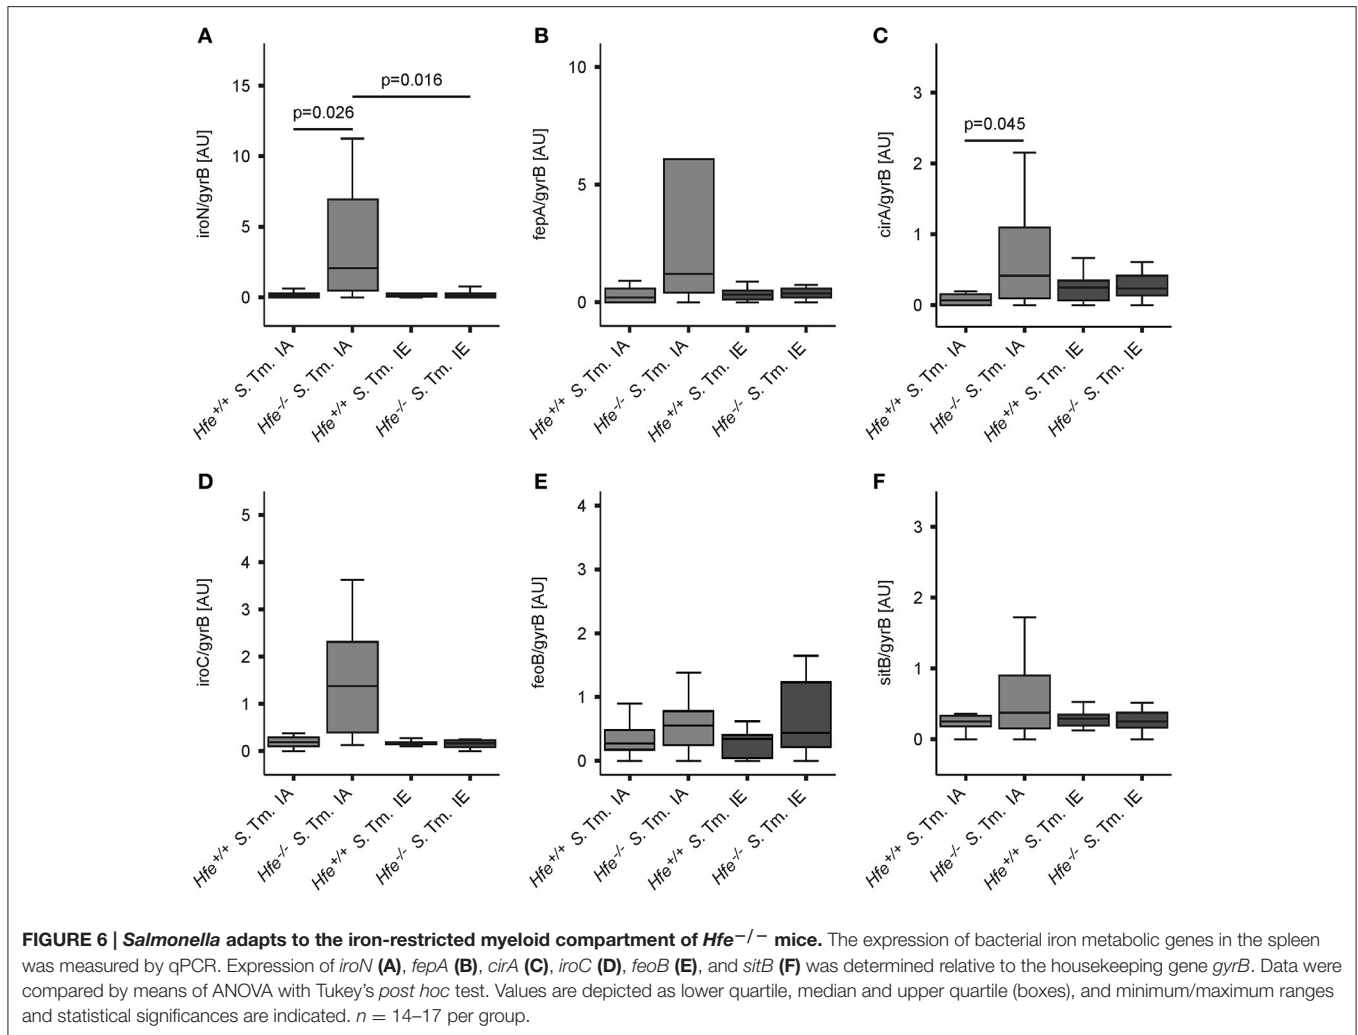 A
15
10
5
0
iroN/gyrB [AU]
p=0.026
p=0.016
Hfe+/+ S. Tm. IA
Hfe-/- S. Tm. IA
Hfe+/+ S. Tm. IE
Hfe-/- S. Tm. IE
B
10
5
0
fepA/gyrB [AU]
Hfe+/+ S. Tm. IA
Hfe-/- S. Tm. IA
Hfe+/+ S. Tm. IE
Hfe-/- S. Tm. IE
C
3
2
1
0
cirA/gyrB [AU]
p=0.045
Hfe+/+ S. Tm. IA
Hfe-/- S. Tm. IA
Hfe+/+ S. Tm. IE
Hfe-/- S. Tm. IE
D
5
4
3
2
1
0
iroC/gyrB [AU]
Hfe+/+ S. Tm. IA
Hfe-/- S. Tm. IA
Hfe+/+ S. Tm. IE
Hfe-/- S. Tm. IE
E
4
3
2
1
0
feoB/gyrB [AU]
Hfe+/+ S. Tm. IA
Hfe-/- S. Tm. IA
Hfe+/+ S. Tm. IE
Hfe-/- S. Tm. IE
F
3
2
1
0
sitB/gyrB [AU]
Hfe+/+ S. Tm. IA
Hfe-/- S. Tm. IA
Hfe+/+ S. Tm. IE
Hfe-/- S. Tm. IE
FIGURE 6 | Salmonella adapts to the iron-restricted myeloid compartment of Hfe−/− mice. The expression of bacterial iron metabolic genes in the spleen
was measured by qPCR. Expression of iroN (A), fepA (B), cirA (C), iroC (D), feoB (E), and sitB (F) was determined relative to the housekeeping gene gyrB. Data were
compared by means of ANOVA with Tukey's post hoc test. Values are depicted as lower quartile, median and upper quartile (boxes), and minimum/maximum ranges
and statistical significances are indicated. n = 14–17 per group.